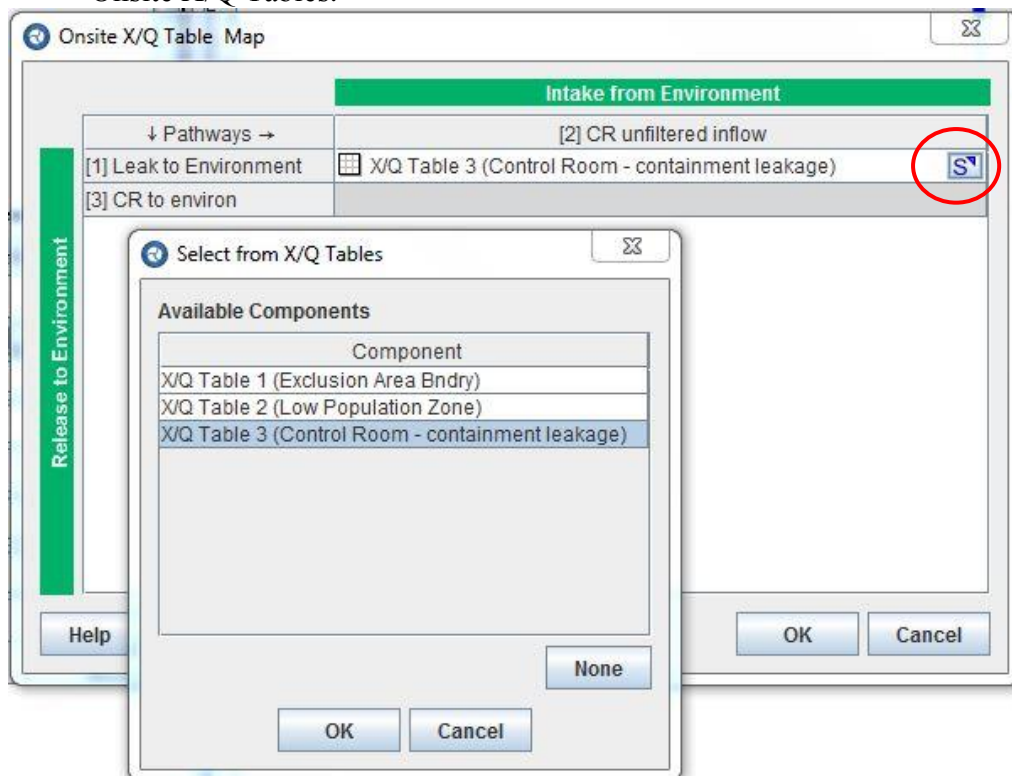 Onsite X/Q Tables.
Onsite X/Q Table Map
Intake from Environment
↓ Pathways →
[2] CR unfiltered inflow
[1] Leak to Environment
X/Q Table 3 (Control Room - containment leakage)
S
[3] CR to environ
Release to Environment
Select from X/Q Tables
Available Components
Component
X/Q Table 1 (Exclusion Area Bndry)
X/Q Table 2 (Low Population Zone)
X/Q Table 3 (Control Room - containment leakage)
None
OK
Cancel
Help
OK
Cancel